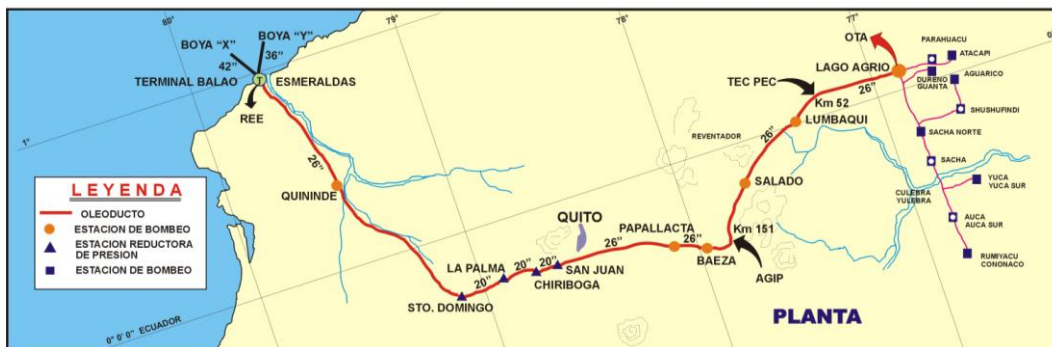 80°
79°
78°
77°
0°
BOYA "X"
BOYA "Y"
42"
36"
TERMINAL BALAO
T
ESMERALDAS
REE
1°
26"
QUININDE
LEYENDA
OLEODUCTO
ESTACION DE BOMBEO
ESTACION REDUCTORA
DE PRESION
ESTACION DE BOMBEO
0° 0' 0" ECUADOR
STO. DOMINGO
20"
LA PALMA
20"
20"
CHIRIBOGA
SAN JUAN
QUITO
26"
PAPALLACTA
26"
BAEZA
Km 151
AGIP
SALADO
26"
REVENTADOR
LUMBAQUI
Km 52
TEC PEC
26"
OTA
LAGO AGRIO
PARAHUACU
ATACAPI
DURENO
GUANTA
AGUARICO
SHUSHUFINDI
SACHA NORTE
SACHA
CULEBRA
YULEBRA
YUCA
YUCA SUR
AUCA
AUCA SUR
RUMIYACU
CONONACO
PLANTA